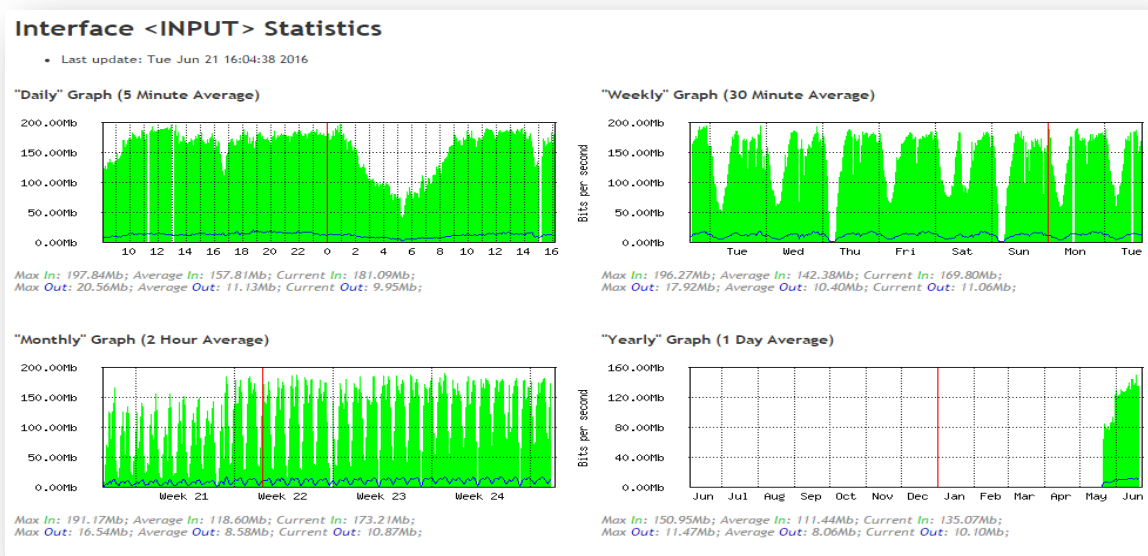 Interface <INPUT> Statistics
• Last update: Tue Jun 21 16:04:38 2016
"Daily" Graph (5 Minute Average)
200.00Mb
150.00Mb
100.00Mb
50.00Mb
0.00Mb
10 12 14 16 18 20 22 0 2 4 6 8 10 12 14 16
Max In: 197.84Mb; Average In: 157.81Mb; Current In: 181.09Mb;
Max Out: 20.56Mb; Average Out: 11.13Mb; Current Out: 9.95Mb;
"Weekly" Graph (30 Minute Average)
Bits per second
200.00Mb
150.00Mb
100.00Mb
50.00Mb
0.00Mb
Tue Wed Thu Fri Sat Sun Mon Tue
Max In: 196.27Mb; Average In: 142.38Mb; Current In: 169.80Mb;
Max Out: 17.92Mb; Average Out: 10.40Mb; Current Out: 11.06Mb;
"Monthly" Graph (2 Hour Average)
200.00Mb
150.00Mb
100.00Mb
50.00Mb
0.00Mb
Week 21 Week 22 Week 23 Week 24
Max In: 191.17Mb; Average In: 118.60Mb; Current In: 173.21Mb;
Max Out: 16.54Mb; Average Out: 8.58Mb; Current Out: 10.87Mb;
"Yearly" Graph (1 Day Average)
Bits per second
160.00Mb
120.00Mb
80.00Mb
40.00Mb
0.00Mb
Jun Jul Aug Sep Oct Nov Dec Jan Feb Mar Apr May Jun
Max In: 150.95Mb; Average In: 111.44Mb; Current In: 135.07Mb;
Max Out: 11.47Mb; Average Out: 8.06Mb; Current Out: 10.10Mb;